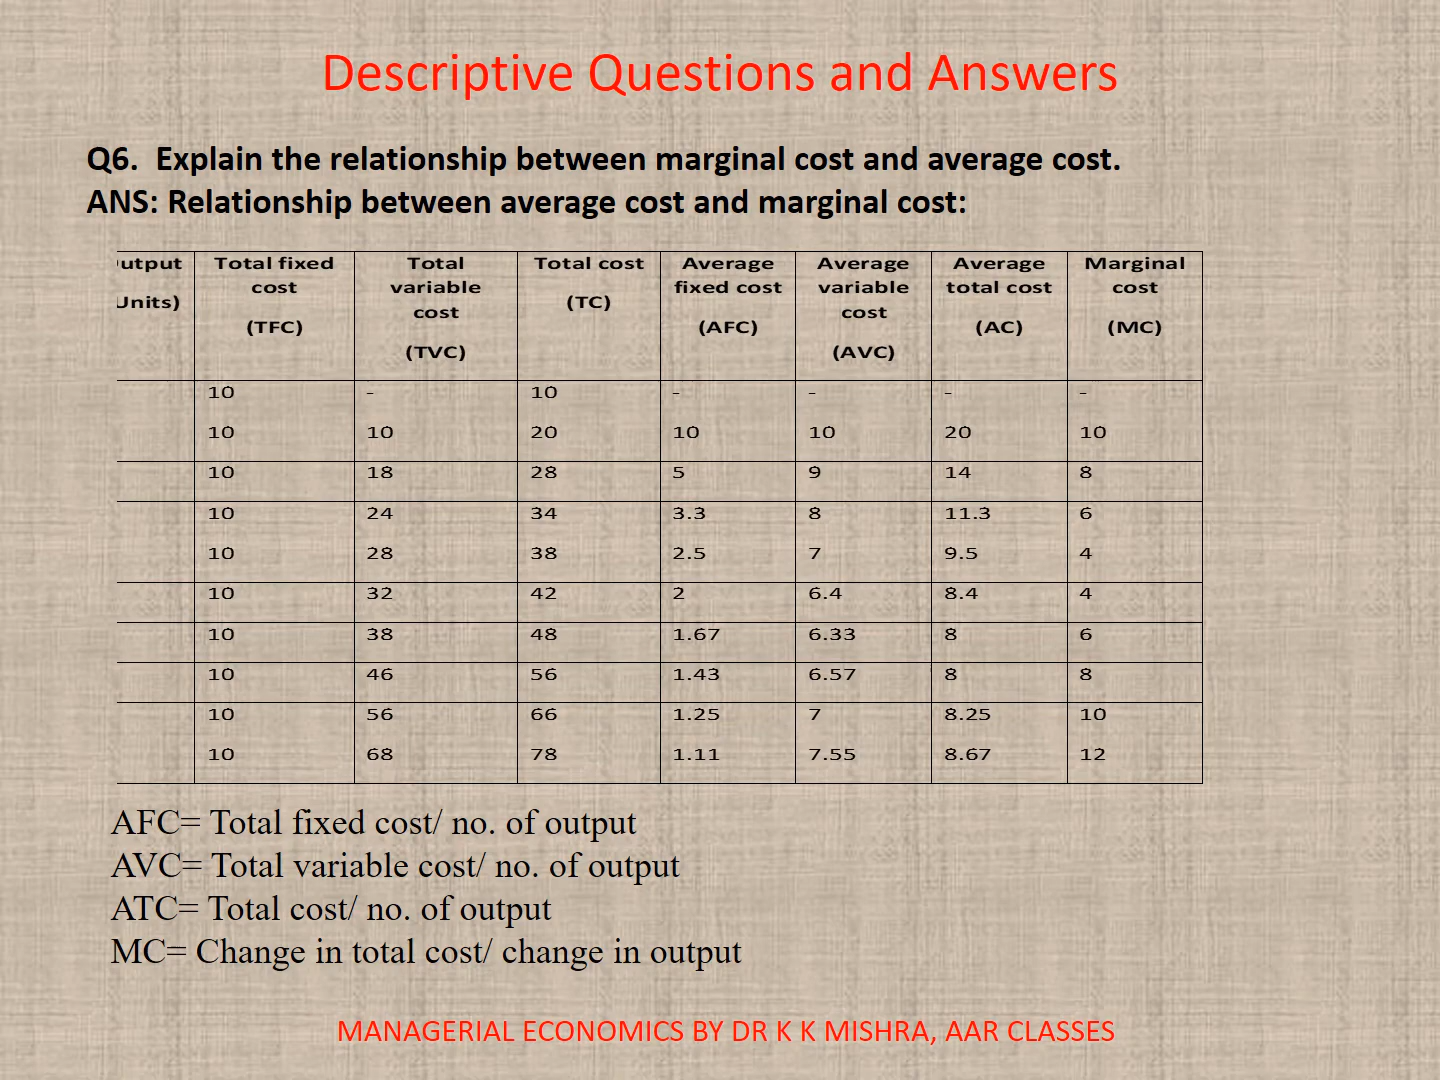 Descriptive Questions and Answers
Q6. Explain the relationship between marginal cost and average cost.
ANS: Relationship between average cost and marginal cost:
utput Total fixed Total Total cost Average Average Average Marginal
Units) cost variable (TC) fixed cost variable total cost cost
(TFC) cost (AFC) cost (AC) (MC)
(TVC) (AVC)
10 - 10 - - - -
10 10 20 10 10 20 10
10 18 28 5 9 14 8
10 24 34 3.3 8 11.3 6
10 28 38 2.5 7 9.5 4
10 32 42 2 6.4 8.4 4
10 38 48 1.67 6.33 8 6
10 46 56 1.43 6.57 8 8
10 56 66 1.25 7 8.25 10
10 68 78 1.11 7.55 8.67 12
AFC= Total fixed cost/ no. of output
AVC= Total variable cost/ no. of output
ATC= Total cost/ no. of output
MC= Change in total cost/ change in output
MANAGERIAL ECONOMICS BY DR K K MISHRA, AAR CLASSES